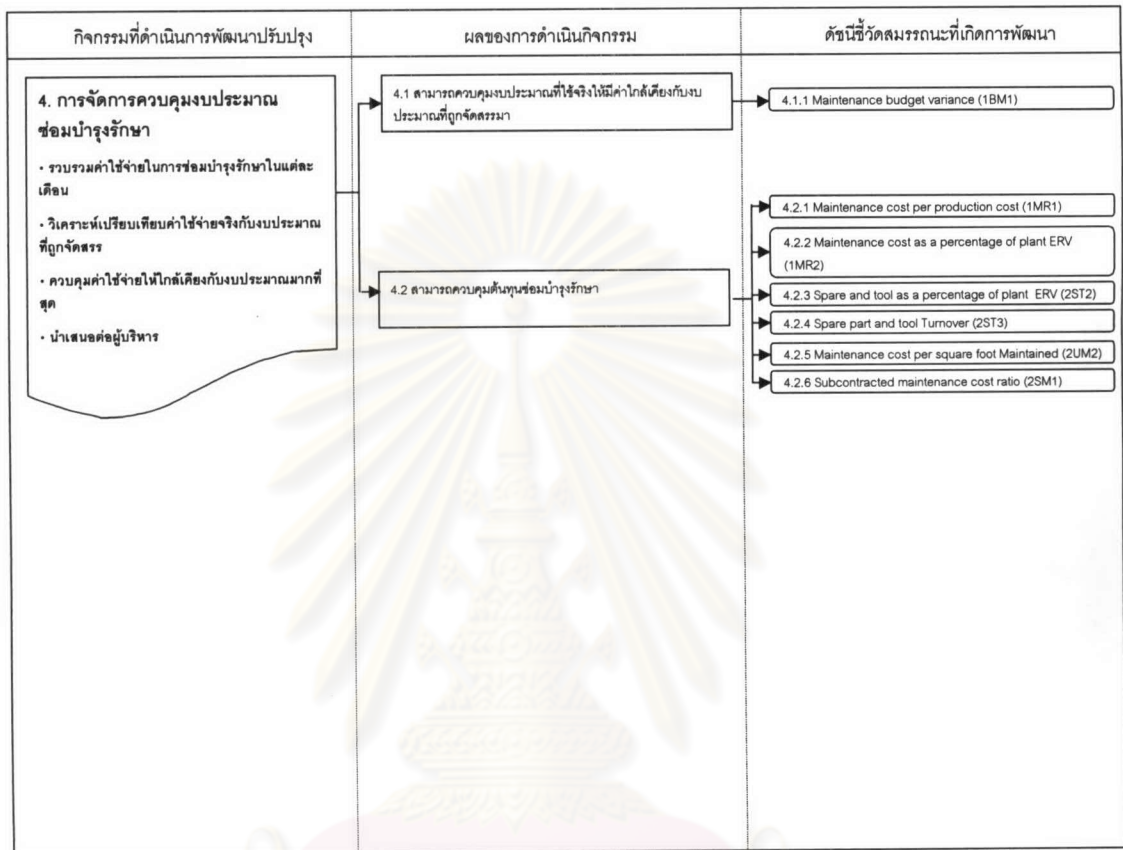 กิจกรรมที่ดำเนินการพัฒนาปรับปรุง
ผลของการดำเนินกิจกรรม
ดัชนีชี้วัดสมรรถนะที่เกิดการพัฒนา
4. การจัดการควบคุมงบประมาณ
ซ่อมบำรุงรักษา
· รวบรวมค่าใช้จ่ายในการซ่อมบำรุงรักษาในแต่ละ
เดือน
· วิเคราะห์เปรียบเทียบค่าใช้จ่ายจริงกับงบประมาณ
ที่ถูกจัดสรร
· ควบคุมค่าใช้จ่ายให้ใกล้เคียงกับงบประมาณมากที่
สุด
· นำเสนอต่อผู้บริหาร
4.1 สามารถควบคุมงบประมาณที่ใช้จริงให้มีค่าใกล้เคียงกับงบ
ประมาณที่ถูกจัดสรรมา
4.2 สามารถควบคุมต้นทุนซ่อมบำรุงรักษา
4.1.1 Maintenance budget variance (1BM1)
4.2.1 Maintenance cost per production cost (1MR1)
4.2.2 Maintenance cost as a percentage of plant ERV
(1MR2)
4.2.3 Spare and tool as a percentage of plant ERV (2ST2)
4.2.4 Spare part and tool Turnover (2ST3)
4.2.5 Maintenance cost per square foot Maintained (2UM2)
4.2.6 Subcontracted maintenance cost ratio (2SM1)